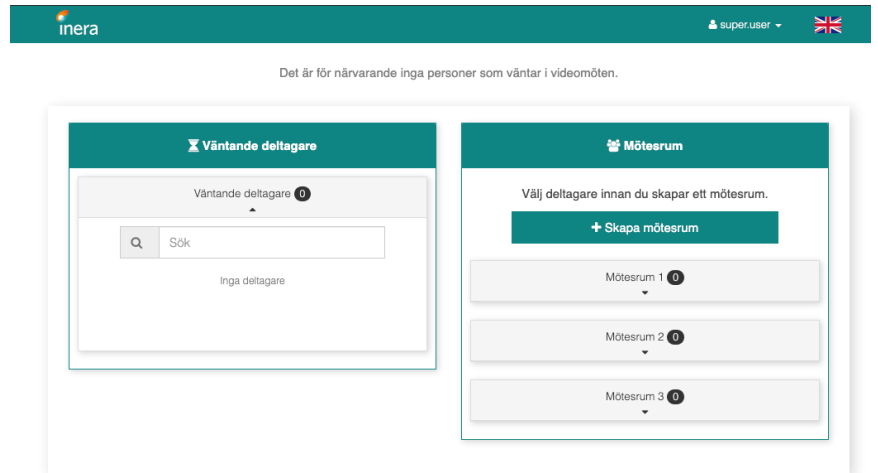 inera
super.user
Det är för närvarande inga personer som väntar i videomöten.
Väntande deltagare
Väntande deltagare 0
Sök
Inga deltagare
Mötesrum
Välj deltagare innan du skapar ett mötesrum.
+ Skapa mötesrum
Mötesrum 1 0
Mötesrum 2 0
Mötesrum 3 0